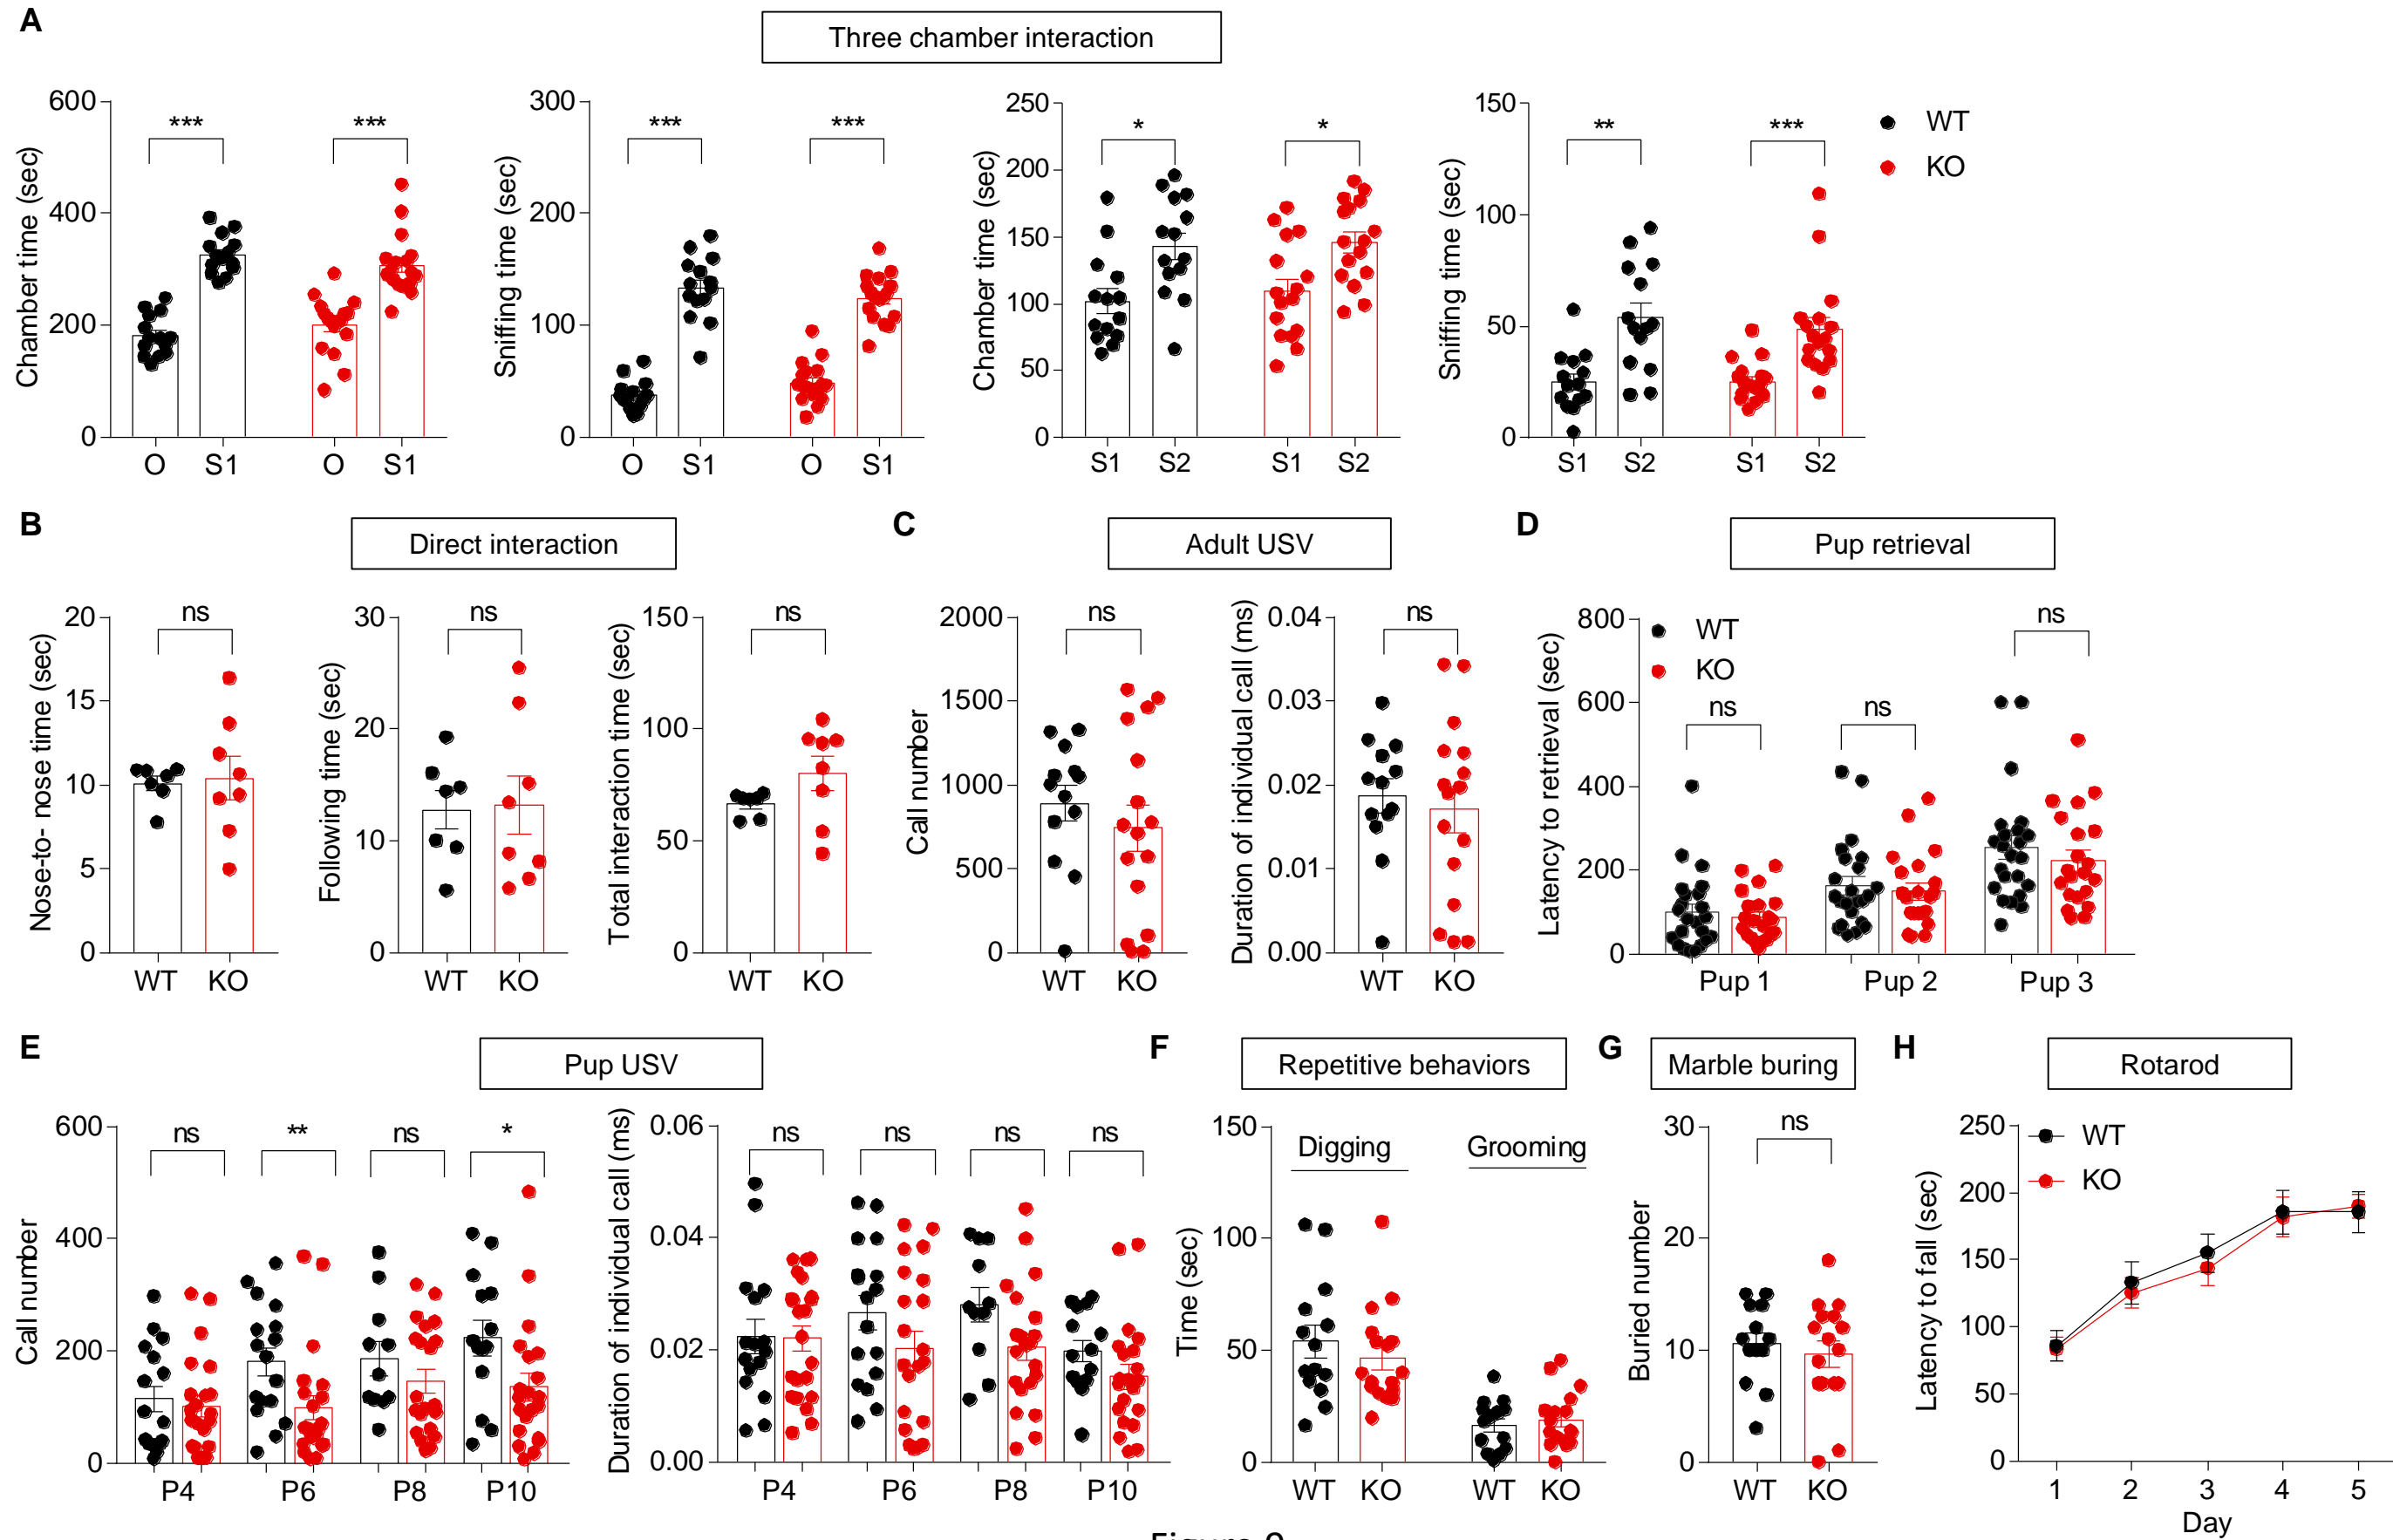 A
Three chamber interaction
Chamber time (sec)
600
400
200
0
***
***
O S1 O S1
Sniffing time (sec)
300
200
100
0
***
***
O S1 O S1
Chamber time (sec)
250
200
150
100
50
0
*
*
S1 S2 S1 S2
Sniffing time (sec)
150
100
50
0
**
***
S1 S2 S1 S2
WT
KO
B
Direct interaction
Nose-to- nose time (sec)
20
15
10
5
0
ns
WT KO
Following time (sec)
30
20
10
0
ns
WT KO
Total interaction time (sec)
150
100
50
0
ns
WT KO
C
Adult USV
Call number
2000
1500
1000
500
0
ns
WT KO
Duration of individual call (ms)
0.04
0.03
0.02
0.01
0.00
ns
WT KO
D
Pup retrieval
Latency to retrieval (sec)
800
600
400
200
0
WT
KO
ns
ns
ns
Pup 1 Pup 2 Pup 3
E
Pup USV
Call number
600
400
200
0
ns
**
ns
*
P4 P6 P8 P10
Duration of individual call (ms)
0.06
0.04
0.02
0.00
ns
ns
ns
ns
P4 P6 P8 P10
F
Repetitive behaviors
Time (sec)
150
100
50
0
Digging
Grooming
WT KO WT KO
G
Marble buring
Buried number
30
20
10
0
ns
WT KO
H
Rotarod
Latency to fall (sec)
250
200
150
100
50
0
WT
KO
1 2 3 4 5
Day